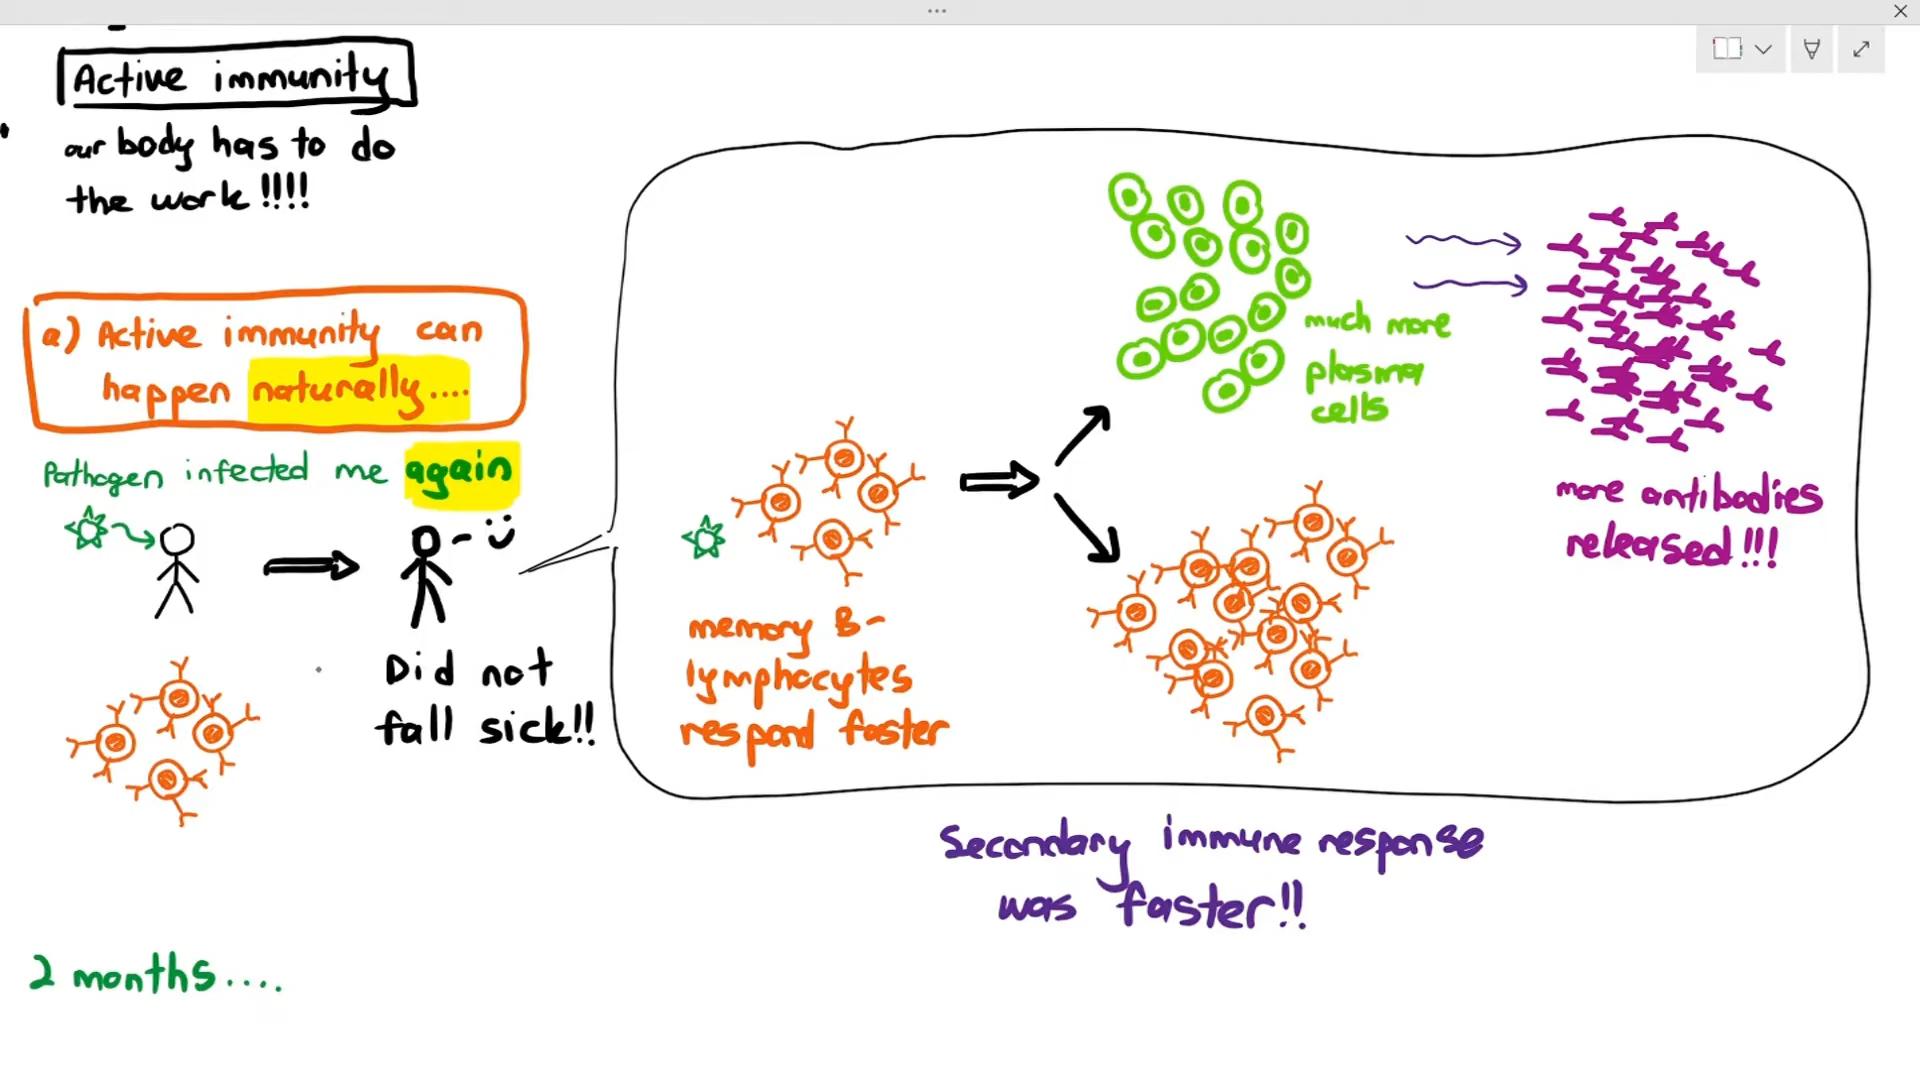 Active immunity
our body has to do
the work!!!!
a) Active immunity can
happen naturally....
Pathogen infected me again
Did not
fall sick!!
2 months....
memory B-
lymphocytes
respond faster
much more
plasma
cells
more antibodies
released!!!
Secondary immune response
was faster!!